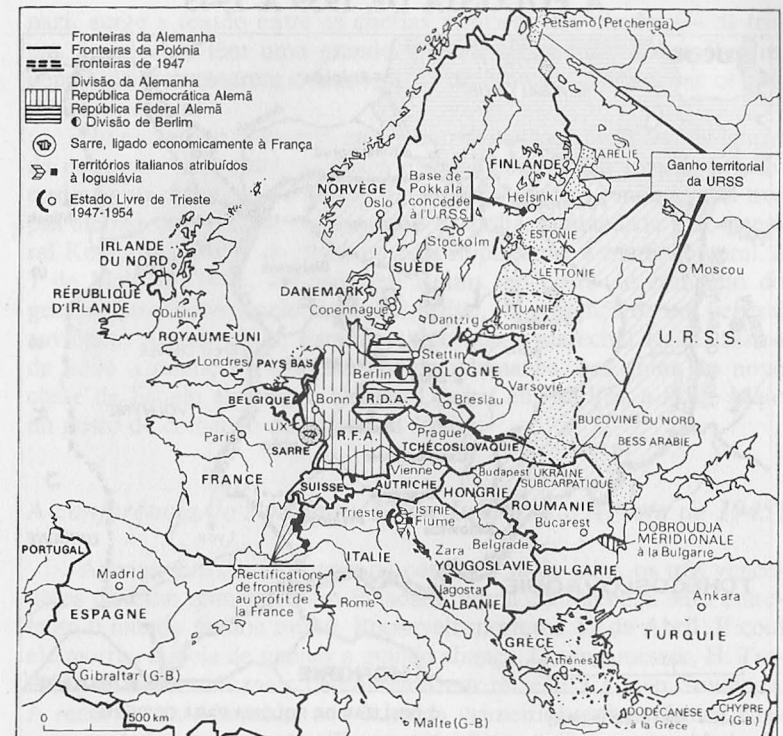 Fronteiras da Alemanha
Fronteiras da Polónia
Fronteiras de 1947
Divisão da Alemanha
República Democrática Alemã
República Federal Alemã
Divisão de Berlim
Sarre, ligado economicamente à França
Territórios italianos atribuídos
à Ioguslávia
Estado Livre de Trieste
1947-1954
Petsamo (Petchenga)
Ganho territorial
da URSS
CARÉLIE
FINLANDE
Helsinki
Base de
Pokkala
concédée
à l'URSS
NORVÈGE
Oslo
Stockolm
SUÈDE
ESTONIE
LETTONIE
LITUANIE
Konigsberg
Moscou
U.R.S.S.
IRLANDE
DU NORD
RÉPUBLIQUE
D'IRLANDE
Dublin
ROYAUME UNI
Londres
DANEMARK
Copennague
Dantzig
Stettin
Berlin
POLOGNE
Varsovie
PAYS BAS
BELGIQUE
Bonn
R.D.A.
Breslau
LUX
R.F.A.
Prague
TCHÉCOSLOVAQUIE
SARRE
Paris
FRANCE
BUCOVINE DU NORD
BESS ARABIE
SUISSE
Vienne
AUTRICHE
Budapest
HONGRIE
UKRAINE
SUBCARPATIQUE
ROUMANIE
Bucarest
DOBROUDJA
MÉRIDIONALE
à la Bulgarie
Trieste
ISTRIE
Fiume
Belgrade
ITALIE
Zara
YOUGOSLAVIE
BULGARIE
lagosta
ALBANIE
Rome
Rectifications
de frontières
au profit de
la France
PORTUGAL
Madrid
ESPAGNE
Gibraltar (G-B)
GRÈCE
Athènes
Ankara
TURQUIE
DODÉCANÈSE
à la Grèce
CHYPRE
(G-B)
Malte (G-B)
0
500 km